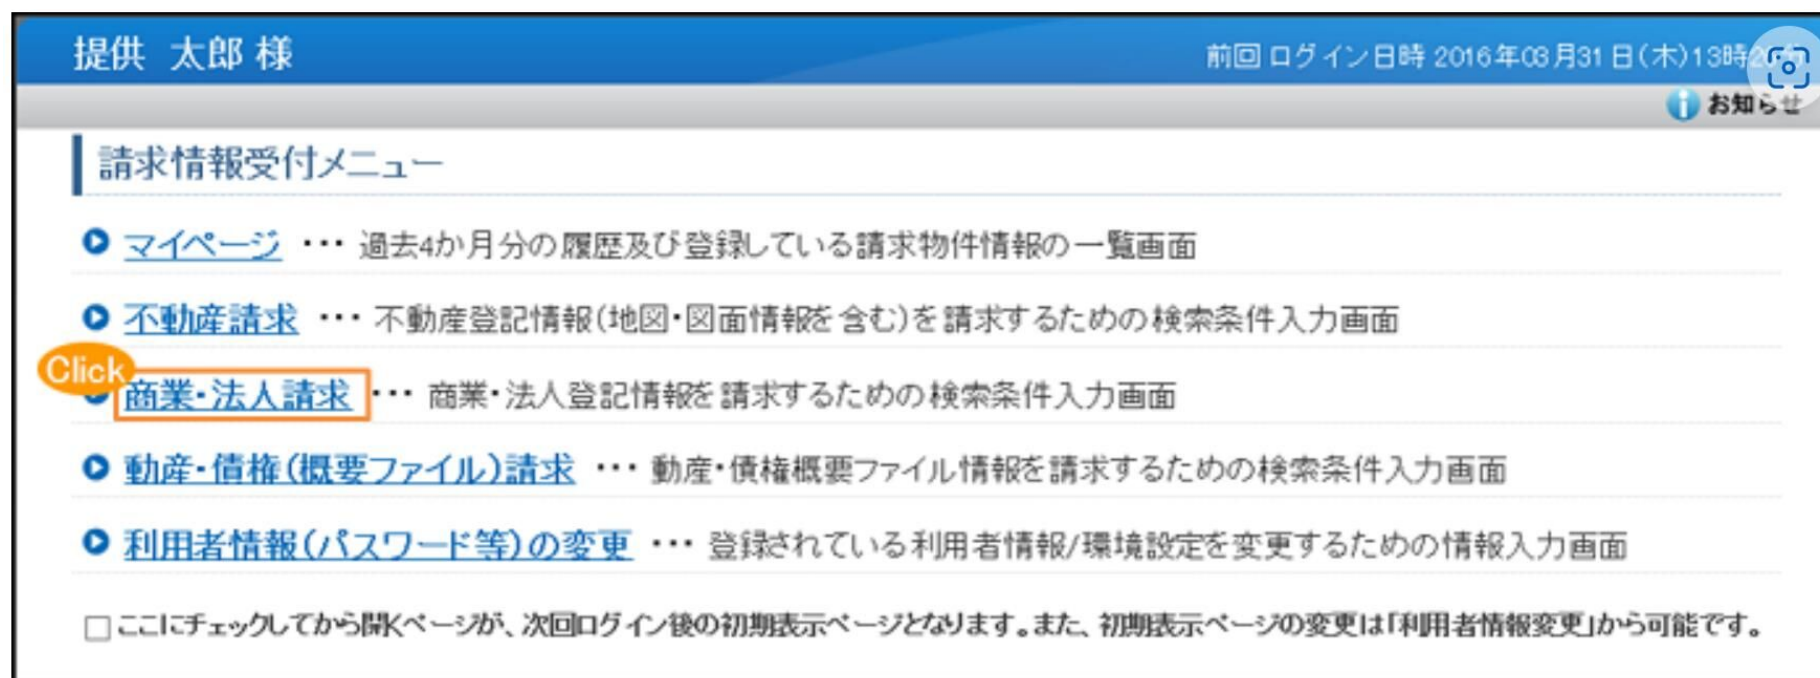 提供 太郎 様
前回 ログイン日時 2016年03月31日(木)13時
お知らせ
請求情報受付メニュー
マイページ ・・・ 過去4か月分の履歴及び登録している請求物件情報の一覧画面
不動産請求 ・・・ 不動産登記情報(地図・図面情報を含む)を請求するための検索条件入力画面
Click
商業・法人請求 ・・・ 商業・法人登記情報を請求するための検索条件入力画面
動産・債権(概要ファイル)請求 ・・・ 動産・債権概要ファイル情報を請求するための検索条件入力画面
利用者情報(パスワード等)の変更 ・・・ 登録されている利用者情報/環境設定を変更するための情報入力画面
ここにチェックしてから開くページが、次回ログイン後の初期表示ページとなります。また、初期表示ページの変更は「利用者情報変更」から可能です。